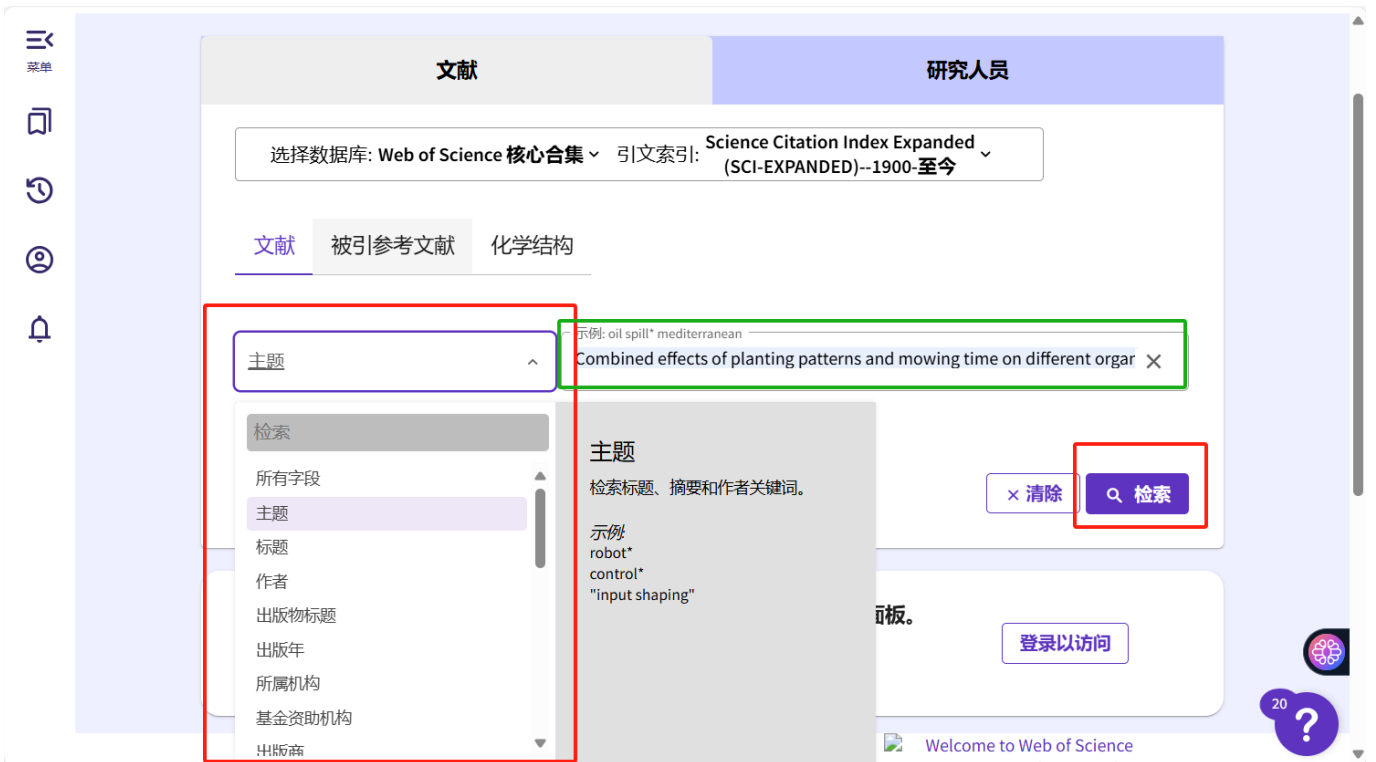 菜单
文献
研究人员
选择数据库: Web of Science 核心合集
引文索引: Science Citation Index Expanded
(SCI-EXPANDED)--1900-至今
文献
被引参考文献
化学结构
主题
示例: oil spill* mediterranean
Combined effects of planting patterns and mowing time on different organ
检索
所有字段
主题
标题
作者
出版物标题
出版年
所属机构
基金资助机构
出版商
主题
检索标题、摘要和作者关键词。
示例:
robot*
control*
"input shaping"
× 清除
检索
面板。
登录以访问
20
?
Welcome to Web of Science